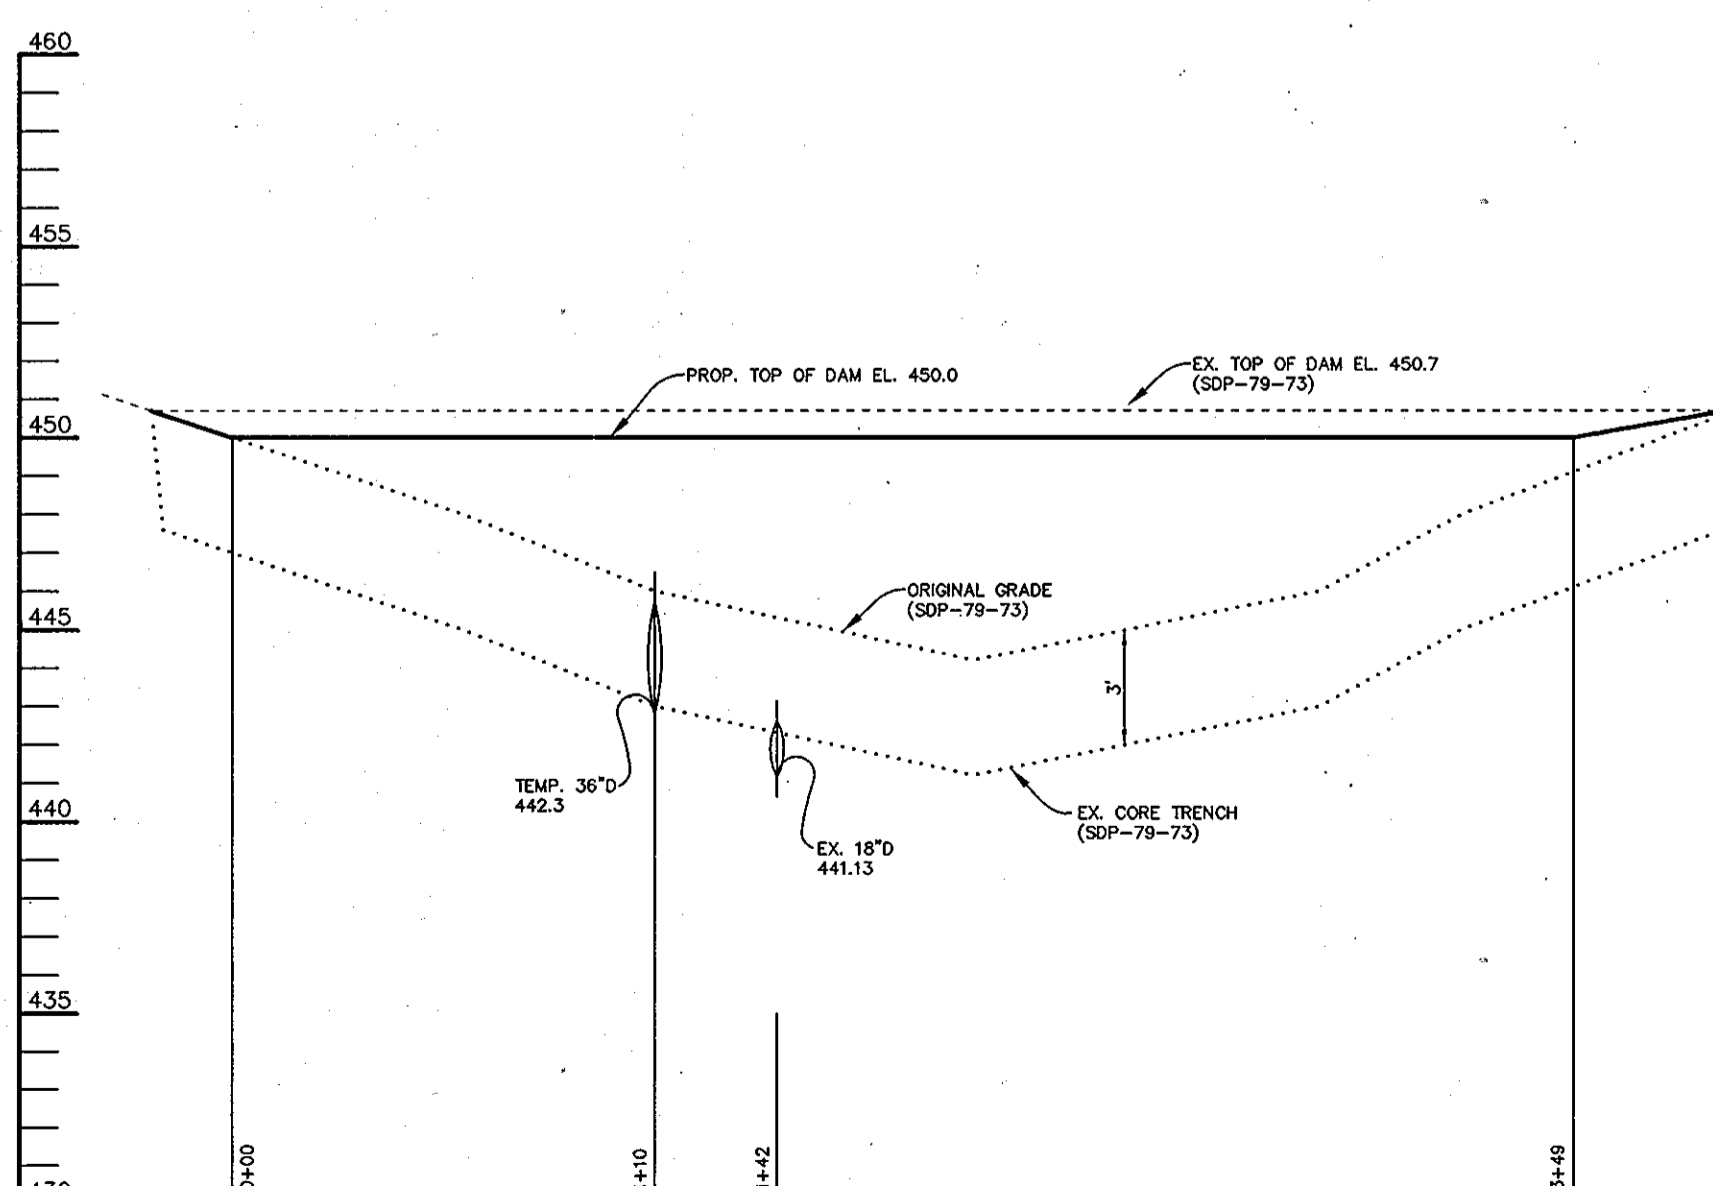 460
455
450
445
440
435
PROP. TOP OF DAM EL. 450.0
EX. TOP OF DAM EL. 450.7
(SDP-79-73)
ORIGINAL GRADE
(SDP-79-73)
3'
TEMP. 36"D
442.3
EX. 18"D
441.13
EX. CORE TRENCH
(SDP-79-73)